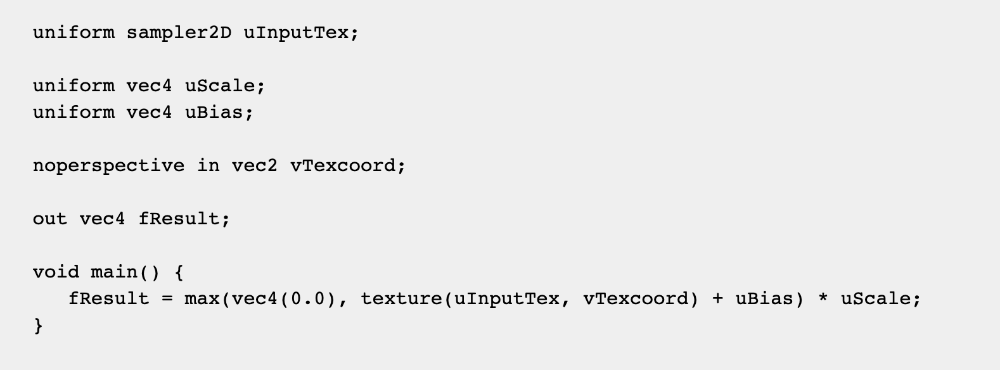 uniform sampler2D uInputTex;
uniform vec4 uScale;
uniform vec4 uBias;
noperspective in vec2 vTexcoord;
out vec4 fResult;
void main() {
   fResult = max(vec4(0.0), texture(uInputTex, vTexcoord) + uBias) * uScale;
}